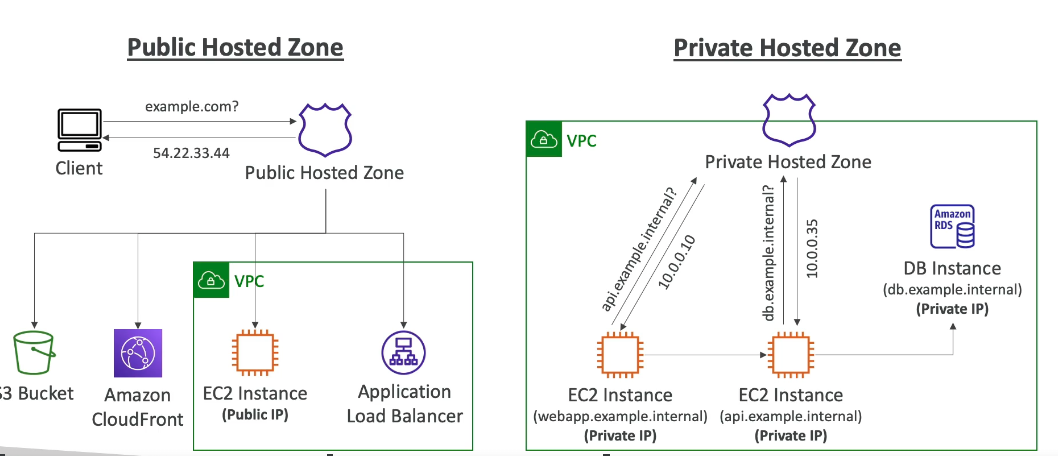 Public Hosted Zone
example.com?
54.22.33.44
Client
Public Hosted Zone
VPC
S3 Bucket
Amazon
CloudFront
EC2 Instance
(Public IP)
Application
Load Balancer
Private Hosted Zone
VPC
Private Hosted Zone
api.example.internal?
10.0.0.10
db.example.internal?
10.0.0.35
Amazon
RDS
DB Instance
(db.example.internal)
(Private IP)
EC2 Instance
(webapp.example.internal)
(Private IP)
EC2 Instance
(api.example.internal)
(Private IP)